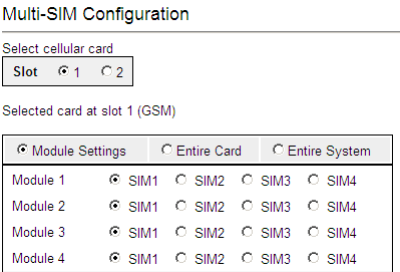 Multi-SIM Configuration
Select cellular card
Slot 1 2
Selected card at slot 1 (GSM)
Module Settings Entire Card Entire System
Module 1 SIM1 SIM2 SIM3 SIM4
Module 2 SIM1 SIM2 SIM3 SIM4
Module 3 SIM1 SIM2 SIM3 SIM4
Module 4 SIM1 SIM2 SIM3 SIM4